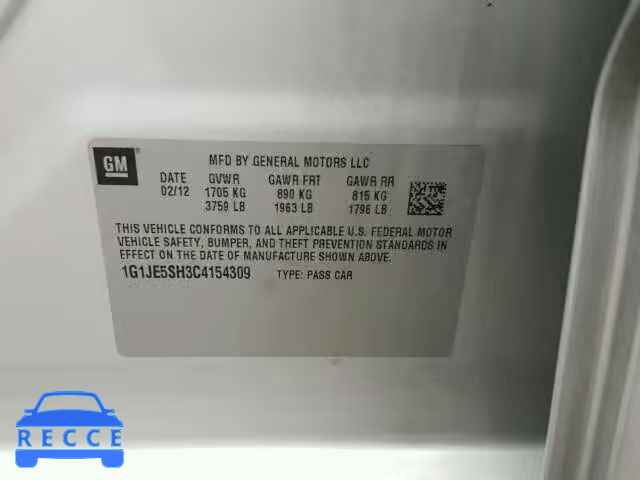 GM
MFD BY GENERAL MOTORS LLC
DATE GVWR GAWR FRT GAWR RR
02/12 1705 KG 890 KG 815 KG
3759 LB 1963 LB 1796 LB
THIS VEHICLE CONFORMS TO ALL APPLICABLE U.S. FEDERAL MOTOR
VEHICLE SAFETY, BUMPER, AND THEFT PREVENTION STANDARDS IN
EFFECT ON THE DATE OF MANUFACTURE SHOWN ABOVE.
1G1JE5SH3C4154309 TYPE: PASS CAR
RECCE